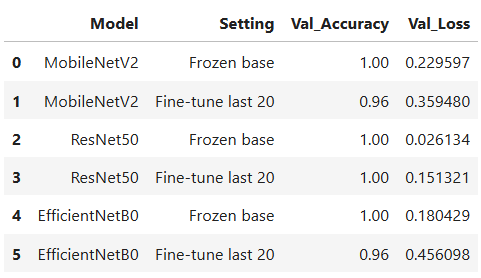 Model Setting Val_Accuracy Val_Loss
0 MobileNetV2 Frozen base 1.00 0.229597
1 MobileNetV2 Fine-tune last 20 0.96 0.359480
2 ResNet50 Frozen base 1.00 0.026134
3 ResNet50 Fine-tune last 20 1.00 0.151321
4 EfficientNetB0 Frozen base 1.00 0.180429
5 EfficientNetB0 Fine-tune last 20 0.96 0.456098